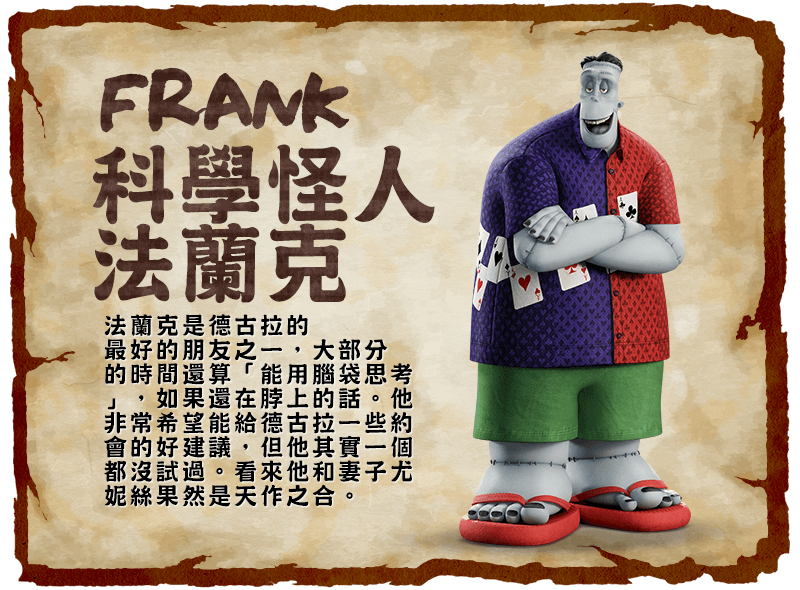 FRANK
科學怪人
法蘭克
法蘭克是德古拉的
最好的朋友之一，大部分
的時間還算「能用腦袋思考
」，如果還在脖上的話。他
非常希望能給德古拉一些約
會的好建議，但他其實一個
都沒試過。看來他和妻子尤
妮絲果然是天作之合。